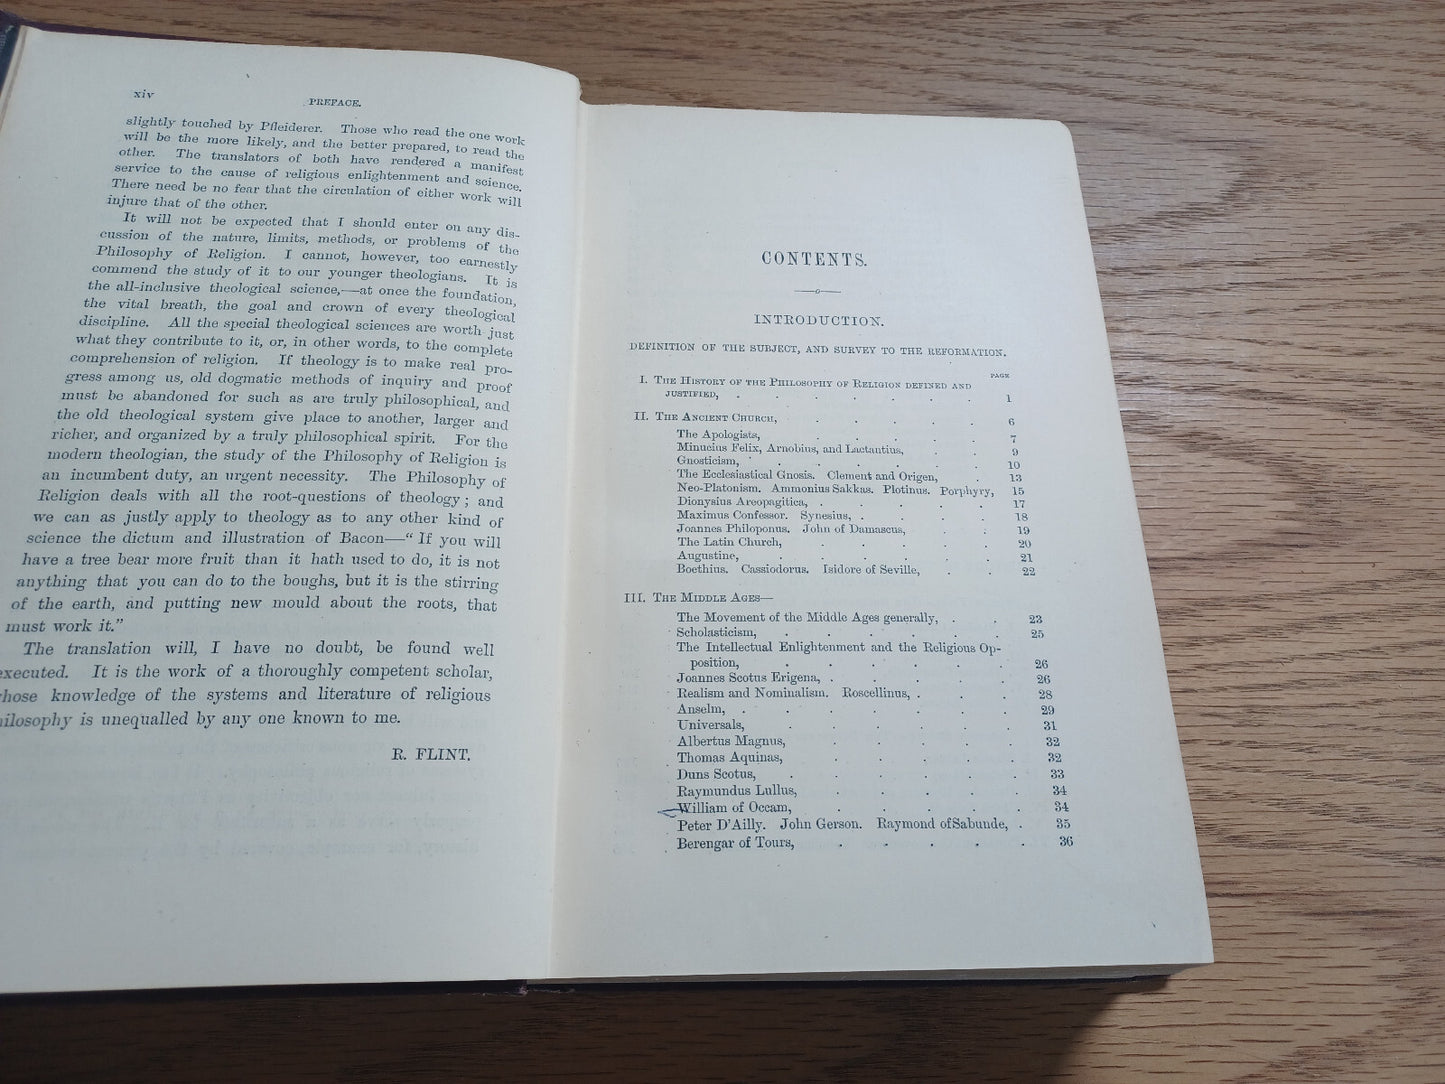 xiv
PREFACE.
slightly touched by Pfleiderer. Those who read the one work
will be the more likely, and the better prepared, to read the
other. The translators of both have rendered a manifest
service to the cause of religious enlightenment and science.
There need be no fear that the circulation of either work will
injure that of the other.
It will not be expected that I should enter on any dis-
cussion of the nature, limits, methods, or problems of the
Philosophy of Religion. I cannot, however, too earnestly
commend the study of it to our younger theologians. It is
the all-inclusive theological science,—at once the foundation,
the vital breath, the goal and crown of every theological
discipline. All the special theological sciences are worth just
what they contribute to it, or, in other words, to the complete
comprehension of religion. If theology is to make real pro-
gress among us, old dogmatic methods of inquiry and proof
must be abandoned for such as are truly philosophical, and
the old theological system give place to another, larger and
richer, and organized by a truly philosophical spirit. For the
modern theologian, the study of the Philosophy of Religion is
an incumbent duty, an urgent necessity. The Philosophy of
Religion deals with all the root-questions of theology; and
we can as justly apply to theology as to any other kind of
science the dictum and illustration of Bacon—"If you will
have a tree bear more fruit than it hath used to do, it is not
anything that you can do to the boughs, but it is the stirring
of the earth, and putting new mould about the roots, that
must work it."
The translation will, I have no doubt, be found well
executed. It is the work of a thoroughly competent scholar,
whose knowledge of the systems and literature of religious
philosophy is unequalled by any one known to me.
R. FLINT.
CONTENTS.
INTRODUCTION.
DEFINITION OF THE SUBJECT, AND SURVEY TO THE REFORMATION.
PAGE
I. THE HISTORY OF THE PHILOSOPHY OF RELIGION DEFINED AND
JUSTIFIED, . . . . . . . 1
II. THE ANCIENT CHURCH, . . . . . 6
The Apologists, . . . . . 7
Minucius Felix, Arnobius, and Lactantius, . . 9
Gnosticism, . . . . . . 10
The Ecclesiastical Gnosis. Clement and Origen, . 13
Neo-Platonism. Ammonius Sakkas. Plotinus. Porphyry, 15
Dionysius Areopagitica, . . . . . 17
Maximus Confessor. Synesius, . . . . 18
Joannes Philoponus. John of Damascus, . . 19
The Latin Church, . . . . . 20
Augustine, . . . . . 21
Boethius. Cassiodorus. Isidore of Seville, . . 22
III. THE MIDDLE AGES—
The Movement of the Middle Ages generally, . . 23
Scholasticism, . . . . . . 25
The Intellectual Enlightenment and the Religious Op-
position, . . . . . . 26
Joannes Scotus Erigena, . . . . . 26
Realism and Nominalism. Roscellinus, . . . 28
Anselm, . . . . . . . 29
Universals, . . . . . . 31
Albertus Magnus, . . . . . 32
Thomas Aquinas, . . . . . 32
Duns Scotus, . . . . . . 33
Raymundus Lullus, . . . . . 34
William of Occam, . . . . . 34
Peter D'Ailly. John Gerson. Raymond of Sabunde, . 35
Berengar of Tours, . . . . . 36